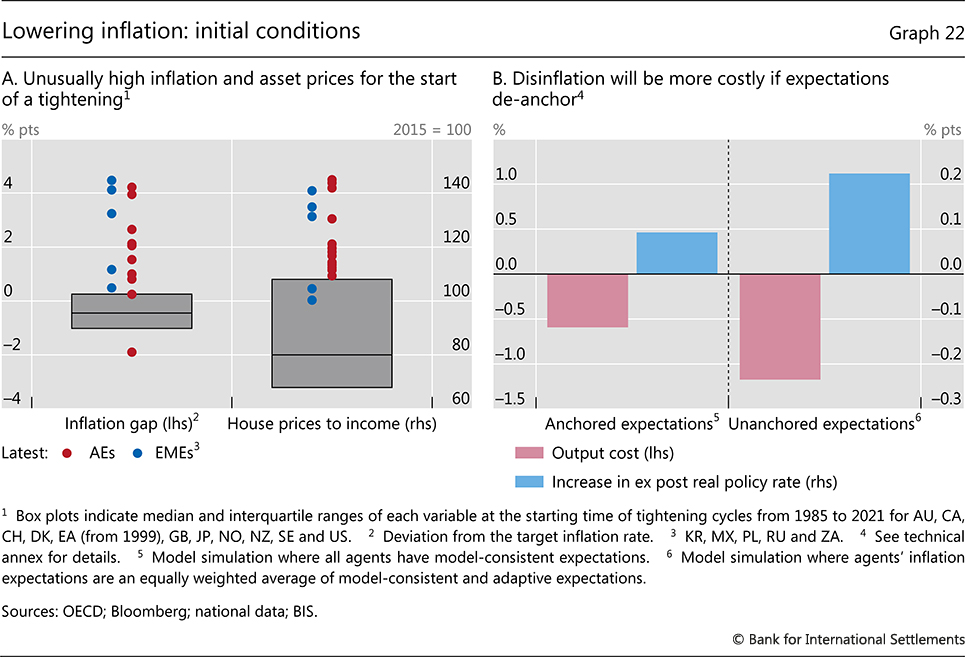 Lowering inflation: initial conditions
Graph 22
A. Unusually high inflation and asset prices for the start
of a tightening¹
% pts
2015 = 100
4
2
0
–2
–4
140
120
100
80
60
Inflation gap (lhs)²
House prices to income (rhs)
Latest:
AEs
EMEs³
B. Disinflation will be more costly if expectations
de-anchor⁴
%
% pts
1.0
0.5
0.0
–0.5
–1.0
–1.5
0.2
0.1
0.0
–0.1
–0.2
–0.3
Anchored expectations⁵
Unanchored expectations⁶
Output cost (lhs)
Increase in ex post real policy rate (rhs)
¹ Box plots indicate median and interquartile ranges of each variable at the starting time of tightening cycles from 1985 to 2021 for AU, CA,
CH, DK, EA (from 1999), GB, JP, NO, NZ, SE and US. ² Deviation from the target inflation rate. ³ KR, MX, PL, RU and ZA. ⁴ See technical
annex for details. ⁵ Model simulation where all agents have model-consistent expectations. ⁶ Model simulation where agents‘ inflation
expectations are an equally weighted average of model-consistent and adaptive expectations.
Sources: OECD; Bloomberg; national data; BIS.
© Bank for International Settlements